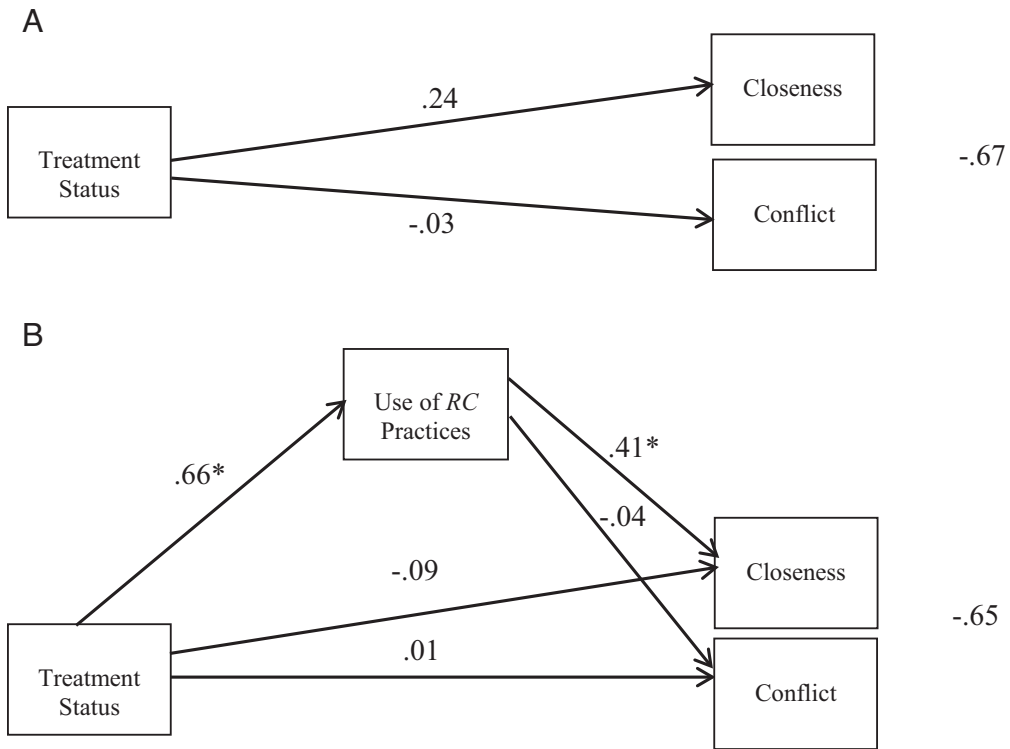 A
Closeness
.24
Treatment
Status
-.67
-.03
Conflict
B
Use of RC
Practices
.66*
.41*
-.04
-.09
Closeness
-.65
.01
Treatment
Status
Conflict